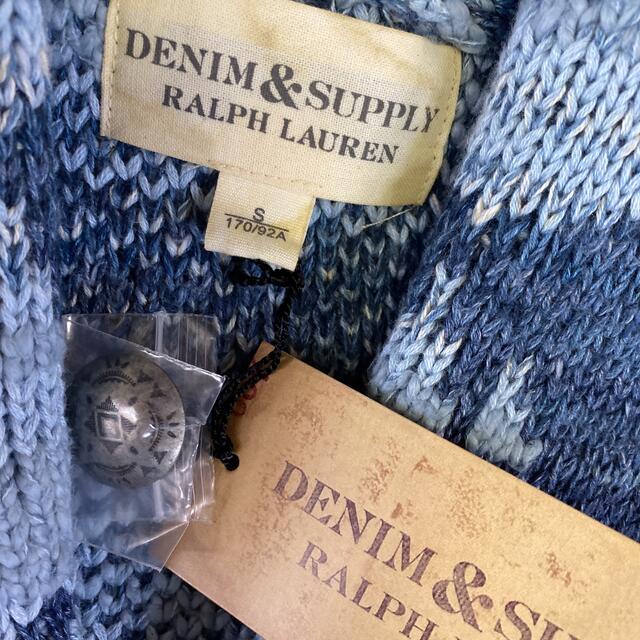 DENIM & SUPPLY
RALPH LAUREN
S
170/92A
DENIM & SU
RALPH